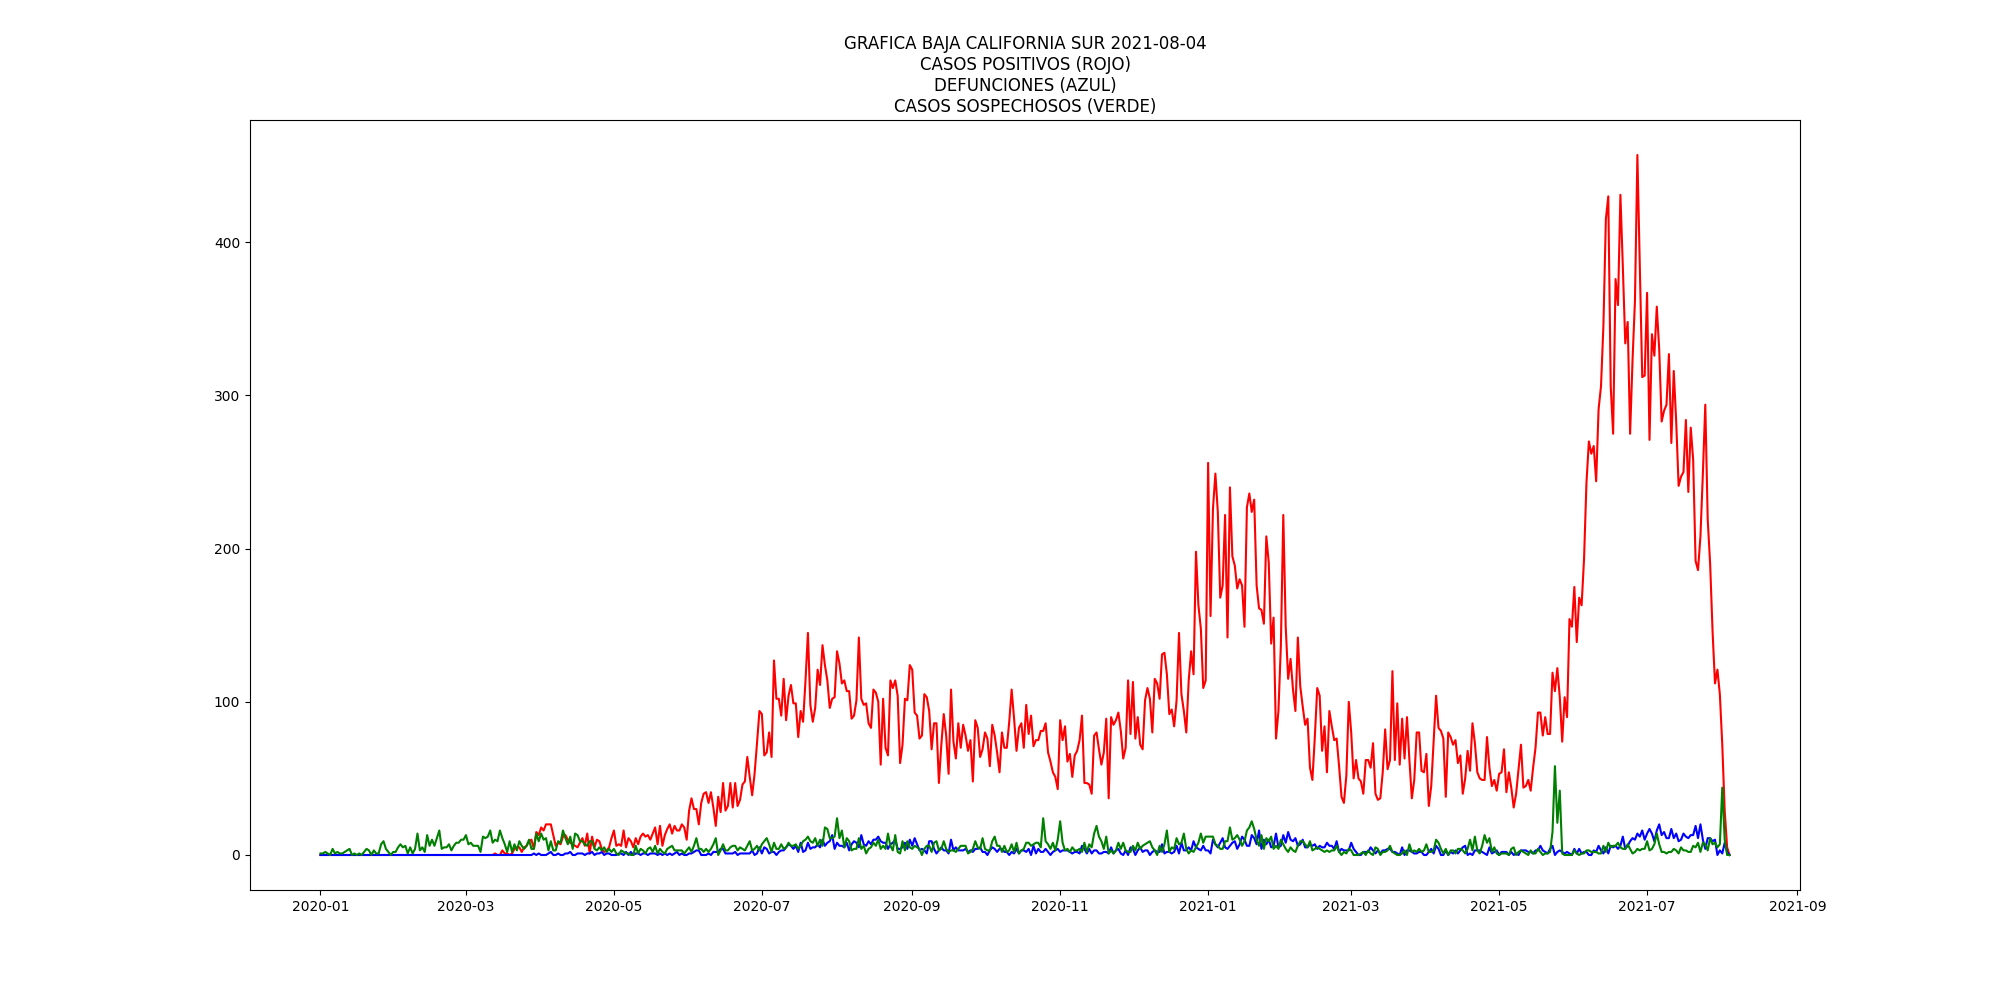 GRAFICA BAJA CALIFORNIA SUR 2021-08-04
CASOS POSITIVOS (ROJO)
DEFUNCIONES (AZUL)
CASOS SOSPECHOSOS (VERDE)
400
300
200
100
0
2020-01 2020-03 2020-05 2020-07 2020-09 2020-11 2021-01 2021-03 2021-05 2021-07 2021-09